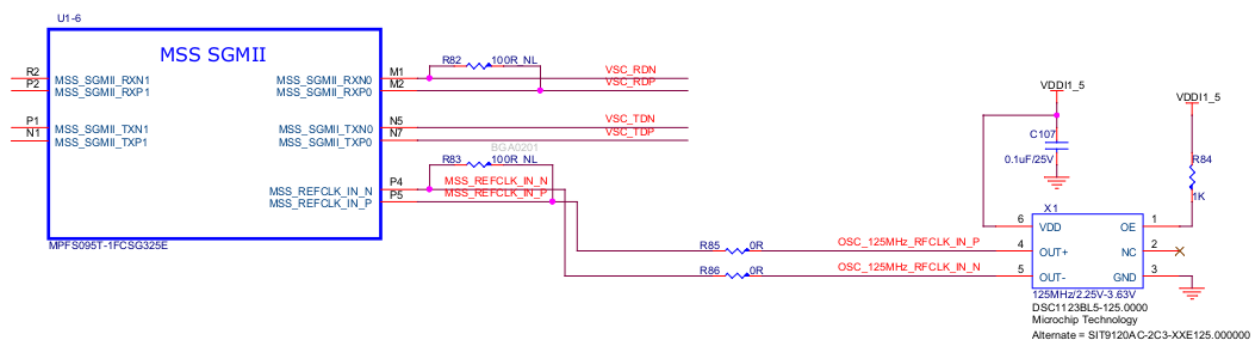 U1-6
MSS SGMII
R2 MSS_SGMII_RXN1
P2 MSS_SGMII_RXP1
P1 MSS_SGMII_TXN1
N1 MSS_SGMII_TXP1
MSS_SGMII_RXN0 M1
MSS_SGMII_RXP0 M2
MSS_SGMII_TXN0 N5
MSS_SGMII_TXP0 N7
MSS_REFCLK_IN_N P4
MSS_REFCLK_IN_P P5
MPFS095T-1FCSG325E
R82 100R_NL
VSC_RDN
VSC_RDP
VSC_TDN
VSC_TDP
BGA0201
R83 100R_NL
MSS_REFCLK_IN_N
MSS_REFCLK_IN_P
R85 0R OSC_125MHz_RFCLK_IN_P
R86 0R OSC_125MHz_RFCLK_IN_N
VDDI1_5
C107
0.1uF/25V
VDDI1_5
R84
1K
X1
6 VDD OE 1
4 OUT+ NC 2
5 OUT- GND 3
125MHz/2.25V-3.63V
DSC1123BL5-125.0000
Microchip Technology
Alternate = SIT9120AC-2C3-XXE125.000000